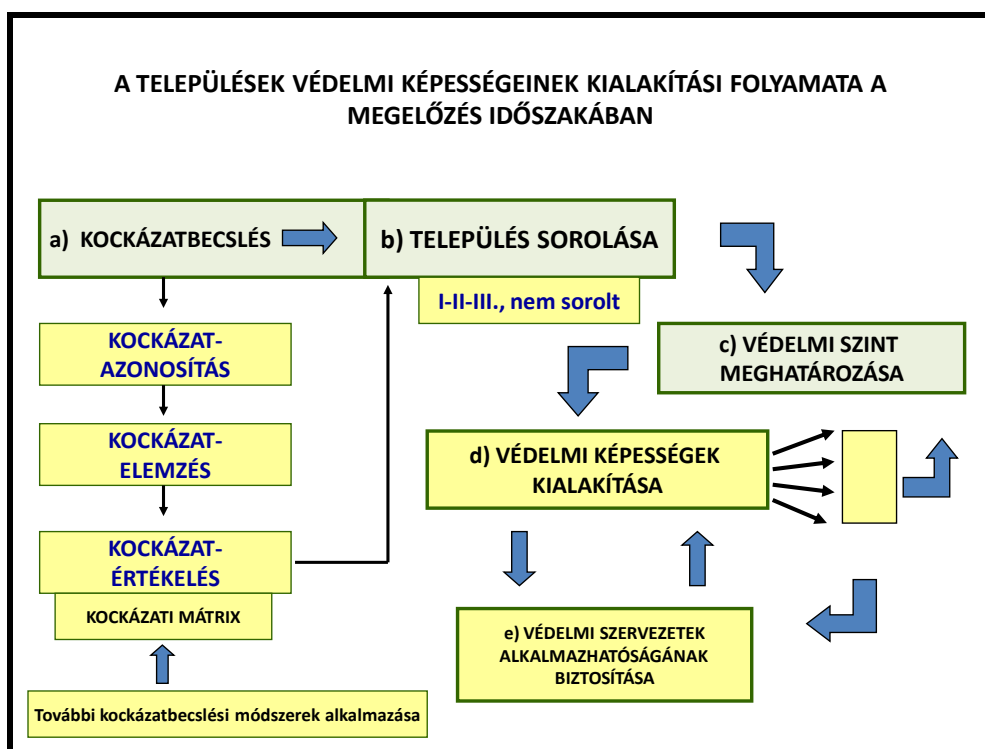 A TELEPÜLÉSEK VÉDELMI KÉPESSÉGEINEK KIALAKÍTÁSI FOLYAMATA A
MEGELŐZÉS IDŐSZAKÁBAN
a) KOCKÁZATBECSLÉS
b) TELEPÜLÉS SOROLÁSA
I-II-III., nem sorolt
c) VÉDELMI SZINT
MEGHATÁROZÁSA
KOCKÁZAT-
AZONOSÍTÁS
KOCKÁZAT-
ELEMZÉS
d) VÉDELMI KÉPESSÉGEK
KIALAKÍTÁSA
KOCKÁZAT-
ÉRTÉKELÉS
KOCKÁZATI MÁTRIX
e) VÉDELMI SZERVEZETEK
ALKALMAZHATÓSÁGÁNAK
BIZTOSÍTÁSA
További kockázatbecslési módszerek alkalmazása